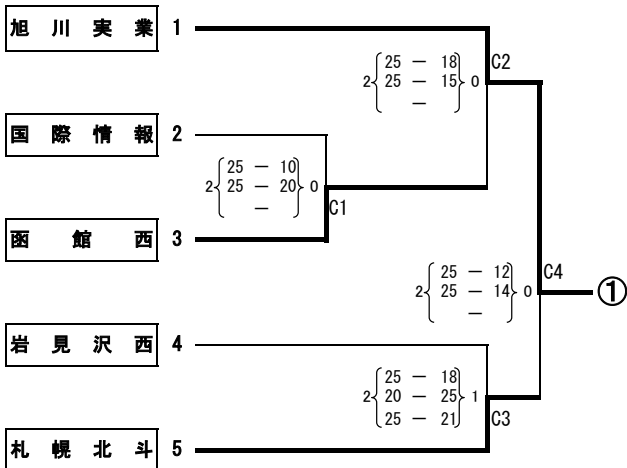 旭川実業 1
25 － 18 C2
2 25 － 15 0
－
国際情報 2
25 － 10
2 25 － 20 0
－ C1
函館西 3
25 － 12 C4
2 25 － 14 0 ①
－
岩見沢西 4
25 － 18
2 20 － 25 1
25 － 21 C3
札幌北斗 5